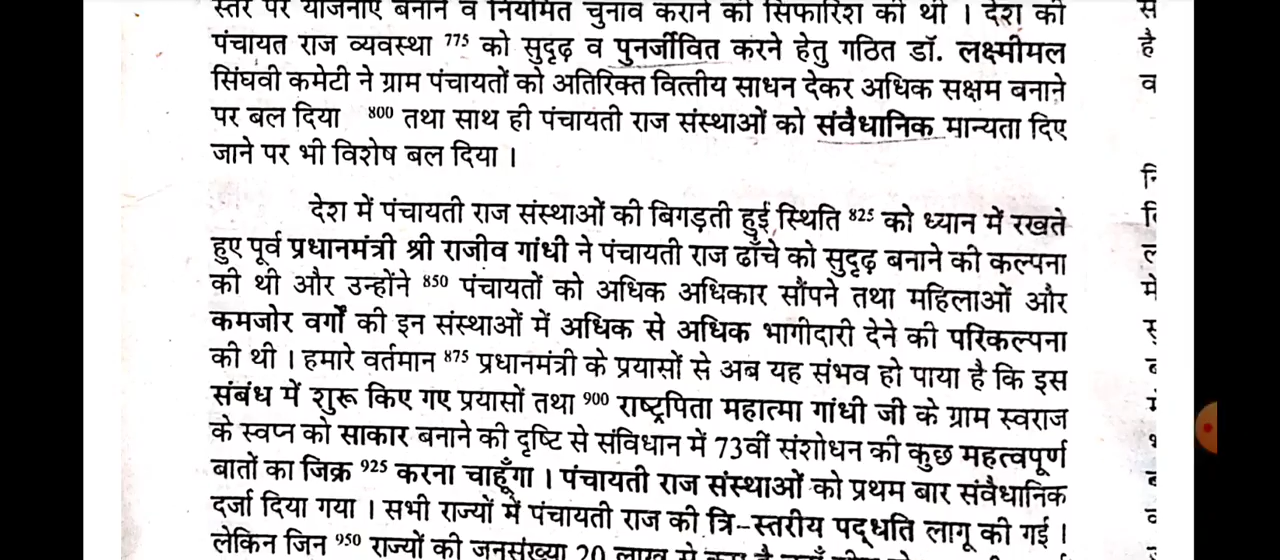 स्तर पर योजनाएं बनाने व नियमित चुनाव कराने की सिफारिश की थी । देश की
पंचायत राज व्यवस्था 775 को सुदृढ़ व पुनर्जीवित करने हेतु गठित डॉ. लक्ष्मीमल
सिंघवी कमेटी ने ग्राम पंचायतों को अतिरिक्त वित्तीय साधन देकर अधिक सक्षम बनाने
पर बल दिया 800 तथा साथ ही पंचायती राज संस्थाओं को संवैधानिक मान्यता दिए
जाने पर भी विशेष बल दिया ।
देश में पंचायती राज संस्थाओं की बिगड़ती हुई स्थिति 825 को ध्यान में रखते
हुए पूर्व प्रधानमंत्री श्री राजीव गांधी ने पंचायती राज ढाँचे को सुदृढ़ बनाने की कल्पना
की थी और उन्होंने 850 पंचायतों को अधिक अधिकार सौंपने तथा महिलाओं और
कमजोर वर्गों की इन संस्थाओं में अधिक से अधिक भागीदारी देने की परिकल्पना
की थी । हमारे वर्तमान 875 प्रधानमंत्री के प्रयासों से अब यह संभव हो पाया है कि इस
संबंध में शुरू किए गए प्रयासों तथा 900 राष्ट्रपिता महात्मा गांधी जी के ग्राम स्वराज
के स्वप्न को साकार बनाने की दृष्टि से संविधान में 73वीं संशोधन की कुछ महत्वपूर्ण
बातों का जिक्र 925 करना चाहूँगा । पंचायती राज संस्थाओं को प्रथम बार संवैधानिक
दर्जा दिया गया । सभी राज्यों में पंचायती राज की त्रि-स्तरीय पद्धति लागू की गई ।
लेकिन जिन 950 राज्यों की जनसंख्या 20 लाख से कम है